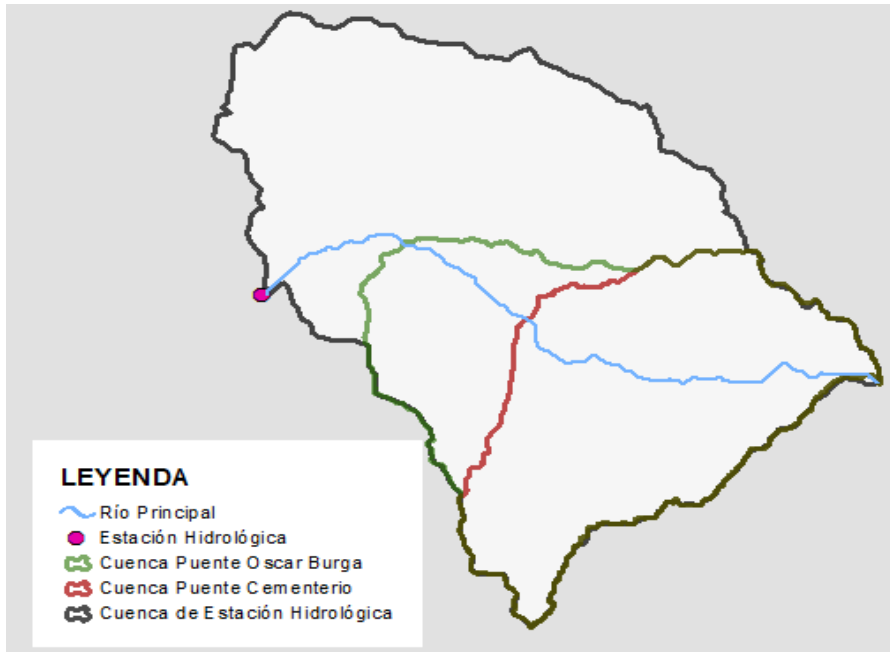 LEYENDA
Río Principal
Estación Hidrológica
Cuenca Puente Oscar Burga
Cuenca Puente Cementerio
Cuenca de Estación Hidrológica